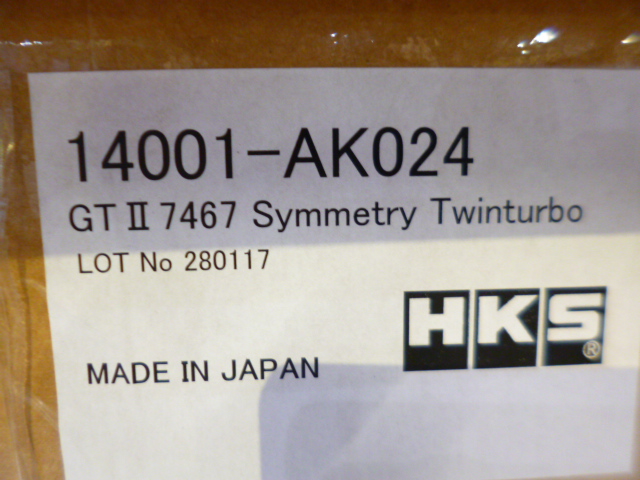 14001-AK024
GT Ⅱ 7467 Symmetry Twinturbo
LOT No 280117
HKS®
MADE IN JAPAN